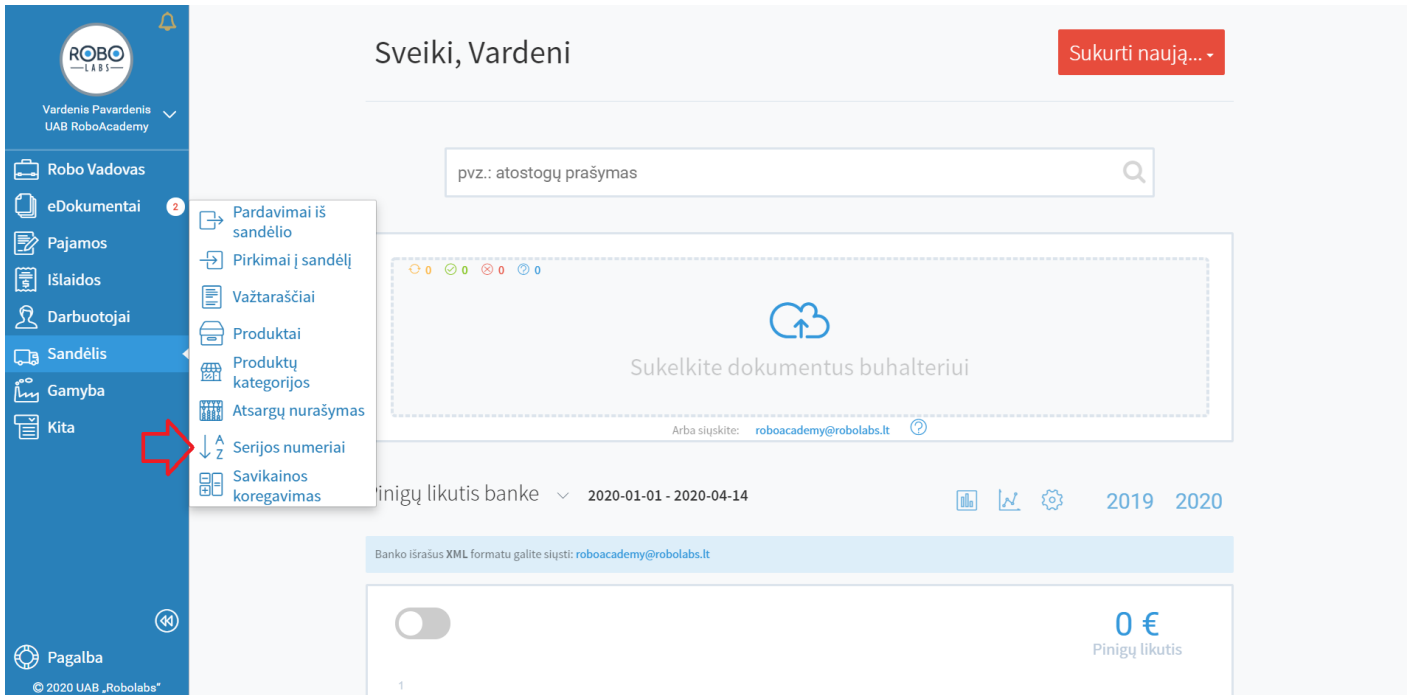 ROBO
LABS
Vardenis Pavardenis
UAB RoboAcademy
Robo Vadovas
eDokumentai 2
Pajamos
Išlaidos
Darbuotojai
Sandėlis
Gamyba
Kita
Pagalba
© 2020 UAB „Robolabs“
Pardavimai iš
sandėlio
Pirkimai į sandėlį
Važtaraščiai
Produktai
Produktų
kategorijos
Atsargų nurašymas
A
Z
Serijos numeriai
Savikainos
koregavimas
Sveiki, Vardeni
Sukurti naują...
pvz.: atostogų prašymas
0 0 0 0
Sukelkite dokumentus buhalteriui
Arba siųskite: roboacademy@robolabs.lt
inigų likutis banke 2020-01-01 - 2020-04-14 2019 2020
Banko išrašus XML formatu galite siųsti: roboacademy@robolabs.lt
0 €
Pinigų likutis
1